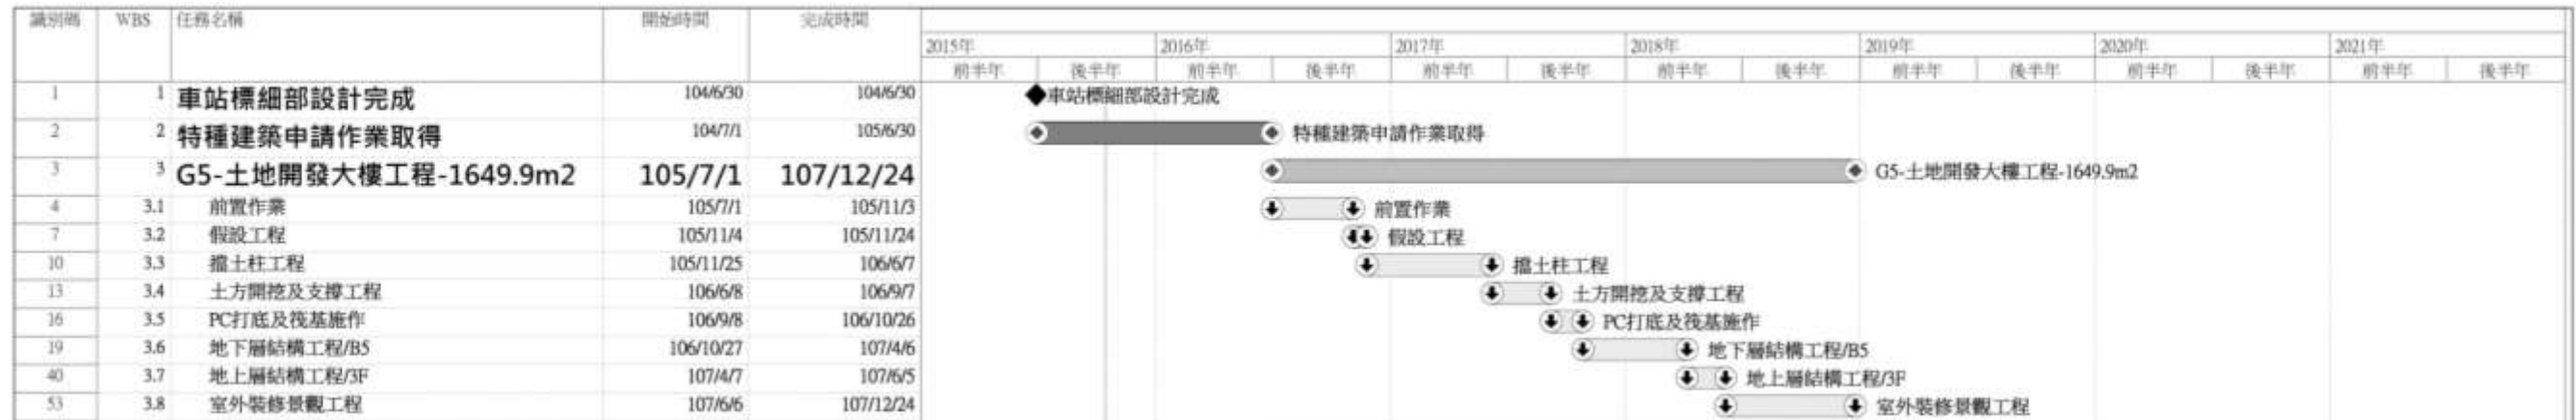 識別碼 WBS 任務名稱 開始時間 完成時間
2015年 2016年 2017年 2018年 2019年 2020年 2021年
前半年 後半年 前半年 後半年 前半年 後半年 前半年 後半年 前半年 後半年 前半年 後半年 前半年 後半年
1 1 車站標細部設計完成 104/6/30 104/6/30 車站標細部設計完成
2 2 特種建築申請作業取得 104/7/1 105/6/30 特種建築申請作業取得
3 3 G5-土地開發大樓工程-1649.9m2 105/7/1 107/12/24 G5-土地開發大樓工程-1649.9m2
4 3.1 前置作業 105/7/1 105/11/3 前置作業
7 3.2 假設工程 105/11/4 105/11/24 假設工程
10 3.3 擋土柱工程 105/11/25 106/6/7 擋土柱工程
13 3.4 土方開挖及支撐工程 106/6/8 106/9/7 土方開挖及支撐工程
16 3.5 PC打底及筏基施作 106/9/8 106/10/26 PC打底及筏基施作
19 3.6 地下層結構工程/B5 106/10/27 107/4/6 地下層結構工程/B5
40 3.7 地上層結構工程/3F 107/4/7 107/6/5 地上層結構工程/3F
53 3.8 室外裝修景觀工程 107/6/6 107/12/24 室外裝修景觀工程